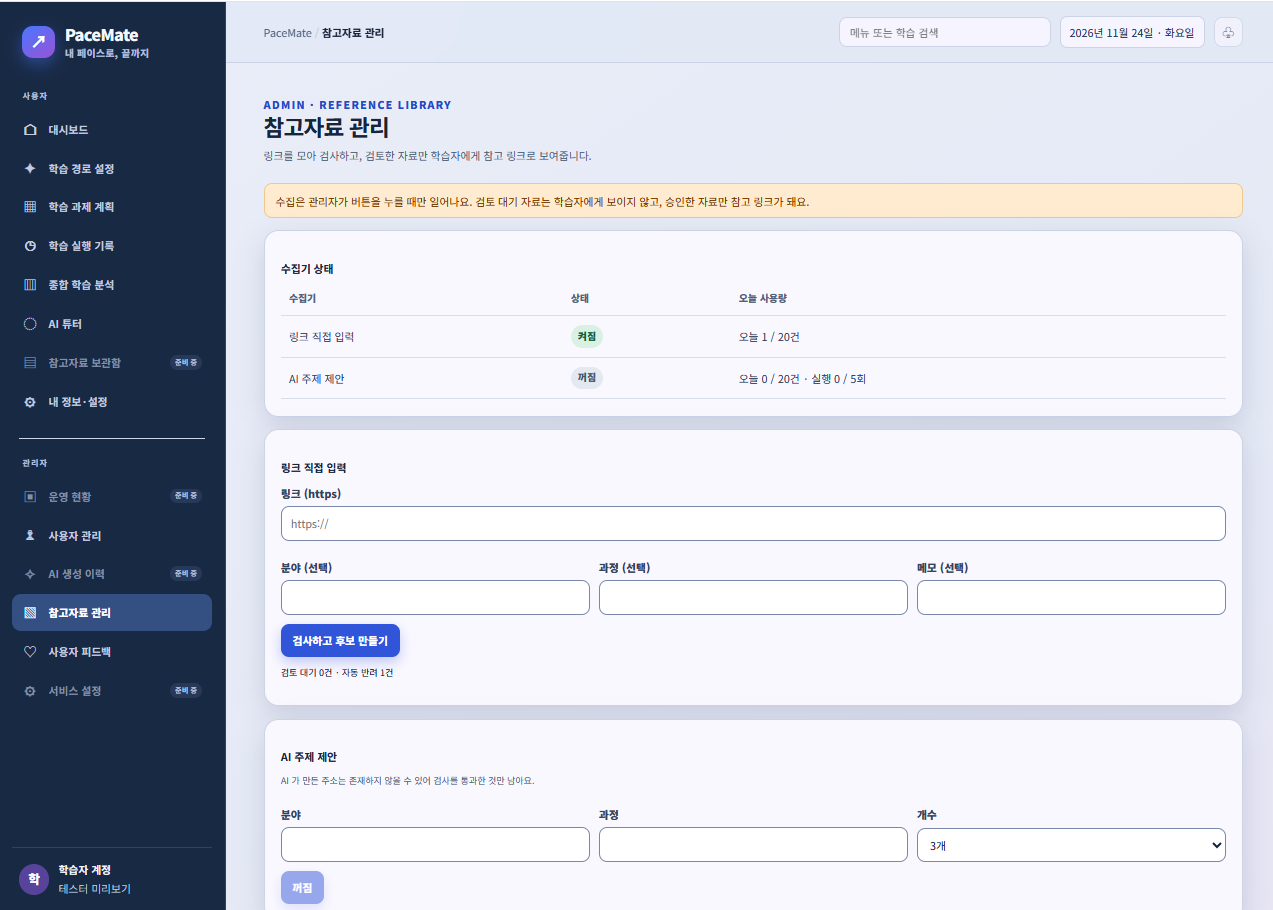 PaceMate
내 페이스로, 끝까지
사용자
대시보드
학습 경로 설정
학습 과제 계획
학습 실행 기록
종합 학습 분석
AI 튜터
참고자료 보관함 준비 중
내 정보·설정
관리자
운영 현황 준비 중
사용자 관리
AI 생성 이력 준비 중
참고자료 관리
사용자 피드백
서비스 설정 준비 중
학 학습자 계정
테스터 미리보기
PaceMate / 참고자료 관리
메뉴 또는 학습 검색
2026년 11월 24일 · 화요일
ADMIN · REFERENCE LIBRARY
참고자료 관리
링크를 모아 검사하고, 검토한 자료만 학습자에게 참고 링크로 보여줍니다.
수집은 관리자가 버튼을 누를 때만 일어나요. 검토 대기 자료는 학습자에게 보이지 않고, 승인한 자료만 참고 링크가 돼요.
수집기 상태
수집기 상태 오늘 사용량
링크 직접 입력 켜짐 오늘 1 / 20건
AI 주제 제안 꺼짐 오늘 0 / 20건 · 실행 0 / 5회
링크 직접 입력
링크 (https)
https://
분야 (선택) 과정 (선택) 메모 (선택)
검사하고 후보 만들기
검토 대기 0건 · 자동 반려 1건
AI 주제 제안
AI 가 만든 주소는 존재하지 않을 수 있어 검사를 통과한 것만 남아요.
분야 과정 개수
3개
꺼짐